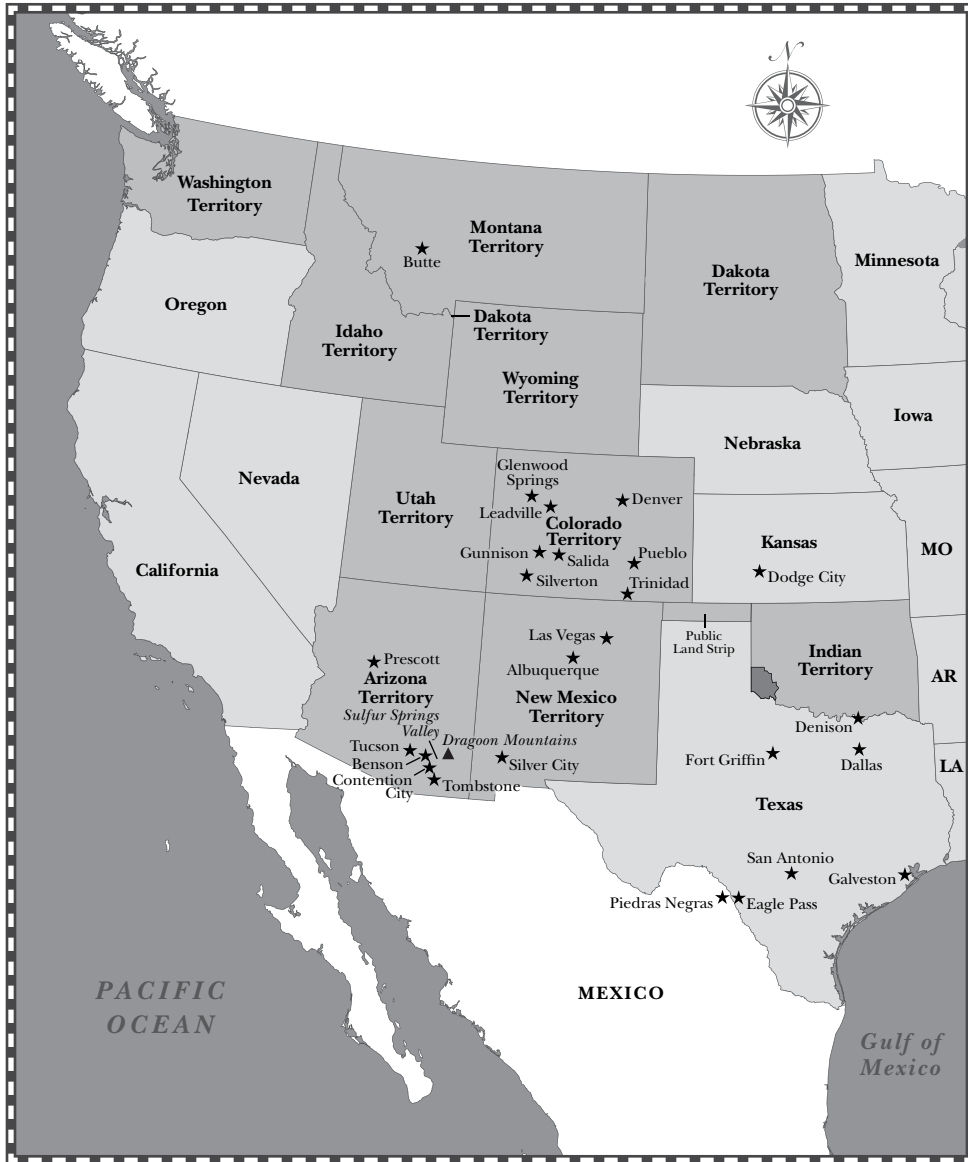 N
Washington
Territory
Montana
Territory
Butte
Dakota
Territory
Minnesota
Oregon
Idaho
Territory
Dakota
Territory
Wyoming
Territory
Iowa
Nebraska
Nevada
Utah
Territory
Glenwood
Springs
Leadville
Denver
Colorado
Territory
Gunnison
Salida
Pueblo
Silverton
Trinidad
Kansas
Dodge City
MO
California
Prescott
Arizona
Territory
Sulfur Springs
Valley
Dragoon Mountains
Tucson
Benson
Contention
City
Tombstone
Las Vegas
Albuquerque
New Mexico
Territory
Silver City
Public
Land Strip
Indian
Territory
AR
Denison
Fort Griffin
Dallas
LA
Texas
San Antonio
Galveston
Piedras Negras
Eagle Pass
PACIFIC
OCEAN
MEXICO
Gulf of
Mexico